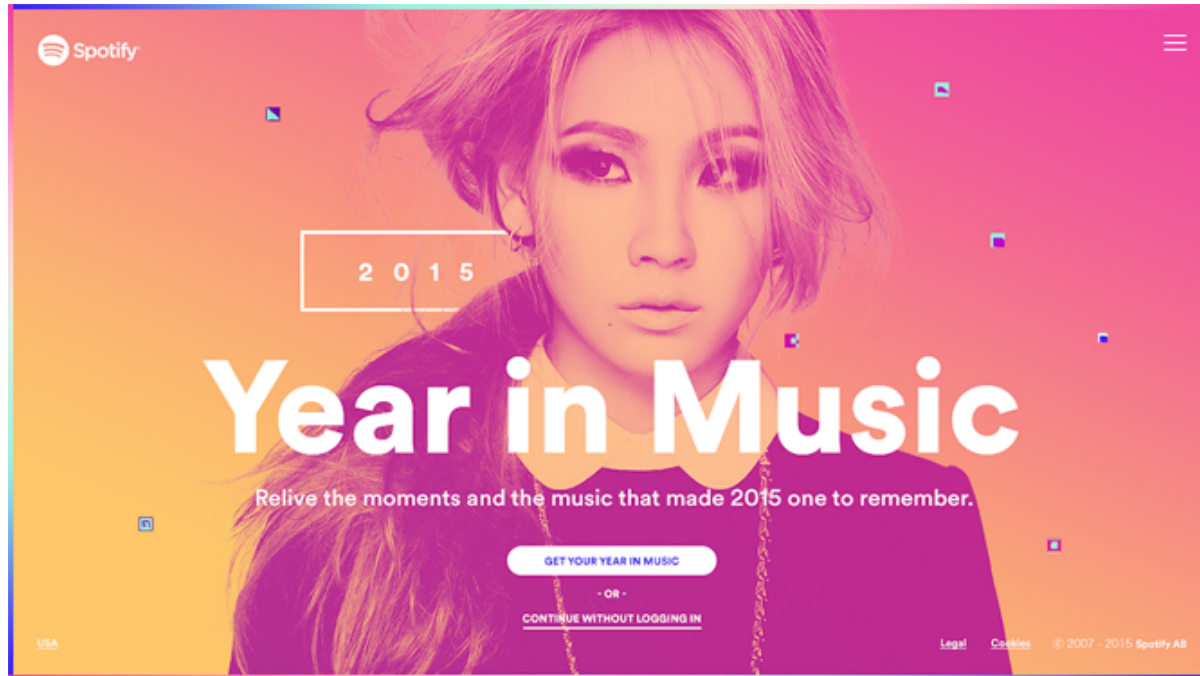 Spotify
2015
Year in Music
Relive the moments and the music that made 2015 one to remember.
GET YOUR YEAR IN MUSIC
- OR -
CONTINUE WITHOUT LOGGING IN
USA
Legal Cookies © 2007 - 2015 Spotify AB